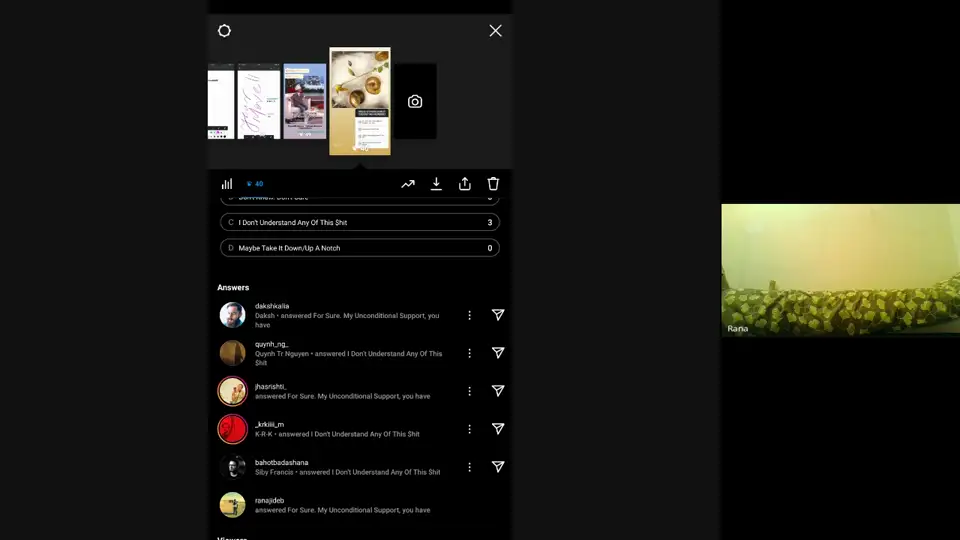 40
C I Don't Understand Any Of This $hit 3
D Maybe Take It Down/Up A Notch 0
Answers
dakshkalia
Daksh • answered For Sure. My Unconditional Support, you
have
quynh_ng_
Quynh Tr Nguyen • answered I Don't Understand Any Of This
$hit
jhasrishti_
answered For Sure. My Unconditional Support, you have
_krkiiii_m
K-R-K • answered I Don't Understand Any Of This $hit
bahotbadashana
Siby Francis • answered I Don't Understand Any Of This $hit
ranajideb
answered For Sure. My Unconditional Support, you have
Viewers
Rana